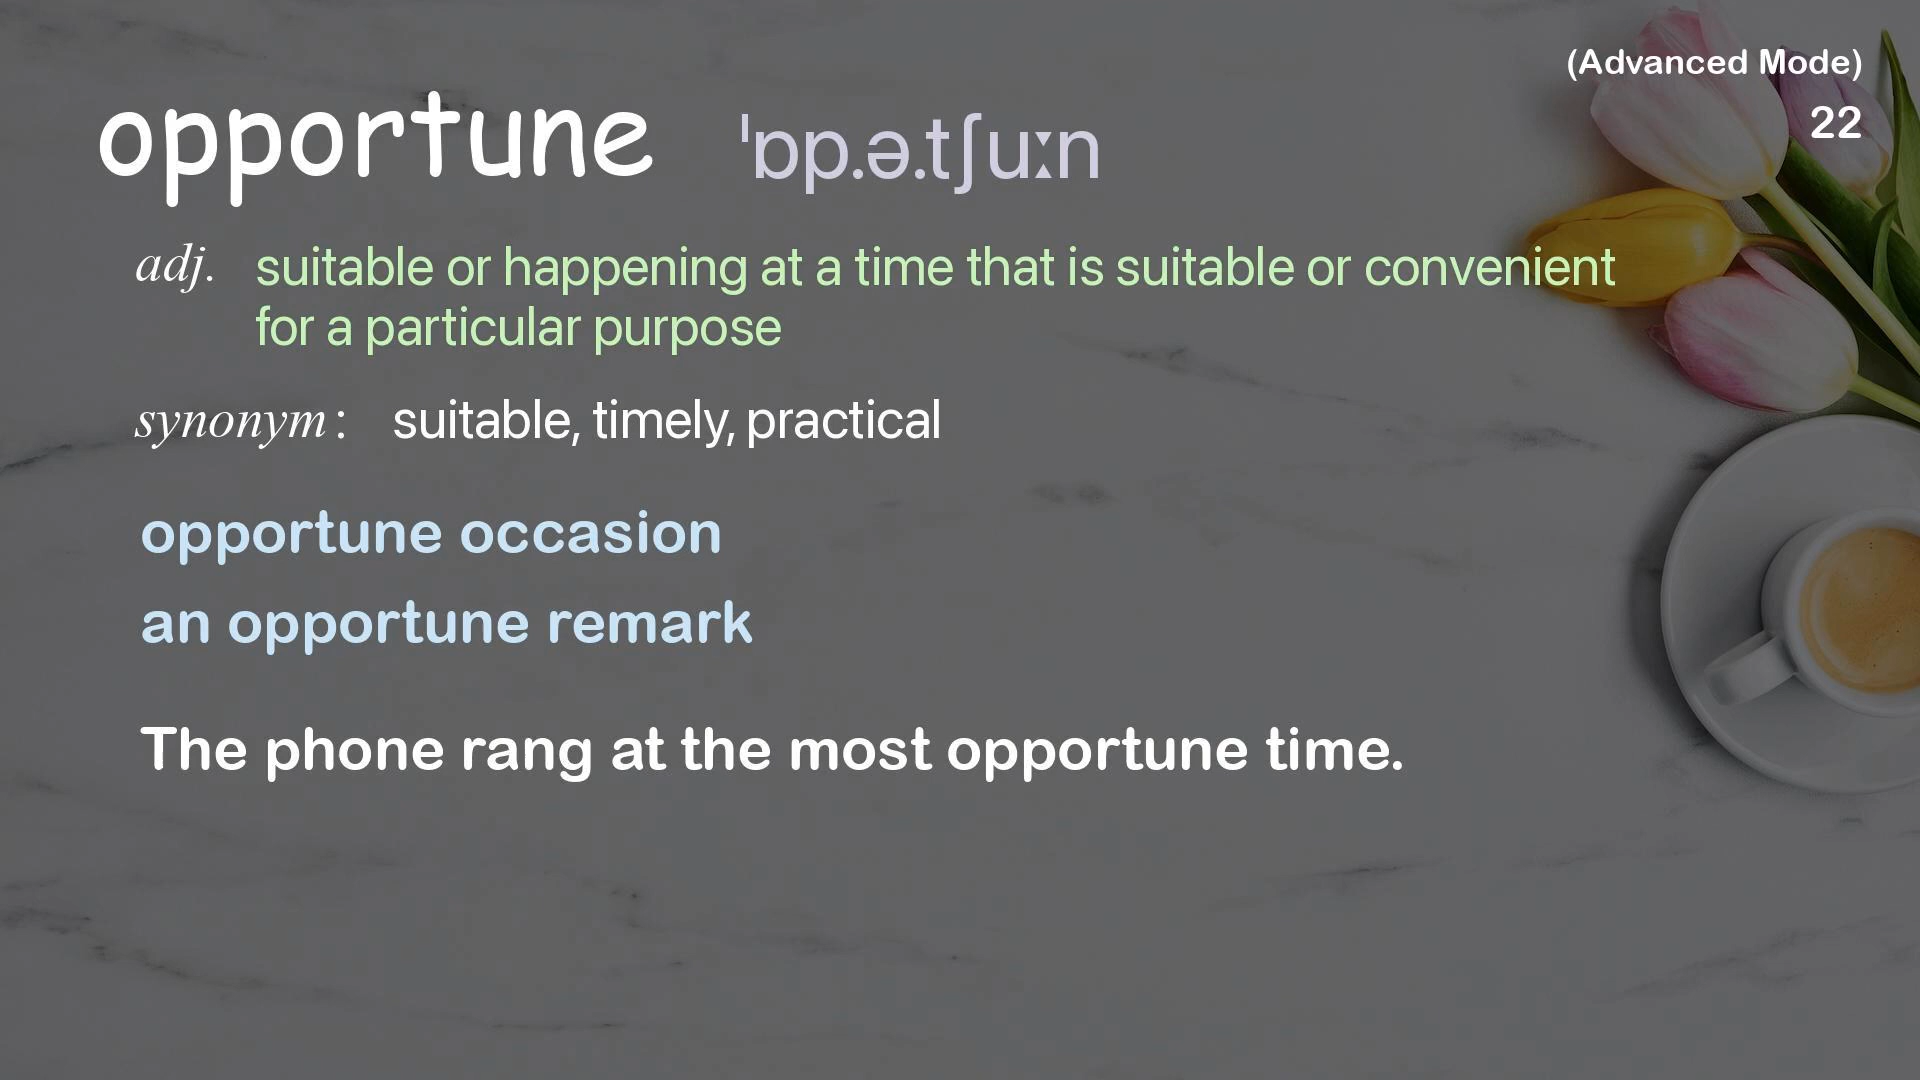 (Advanced Mode)
22
opportune ˈɒp.ə.tʃuːn
adj. suitable or happening at a time that is suitable or convenient
for a particular purpose
synonym: suitable, timely, practical
opportune occasion
an opportune remark
The phone rang at the most opportune time.